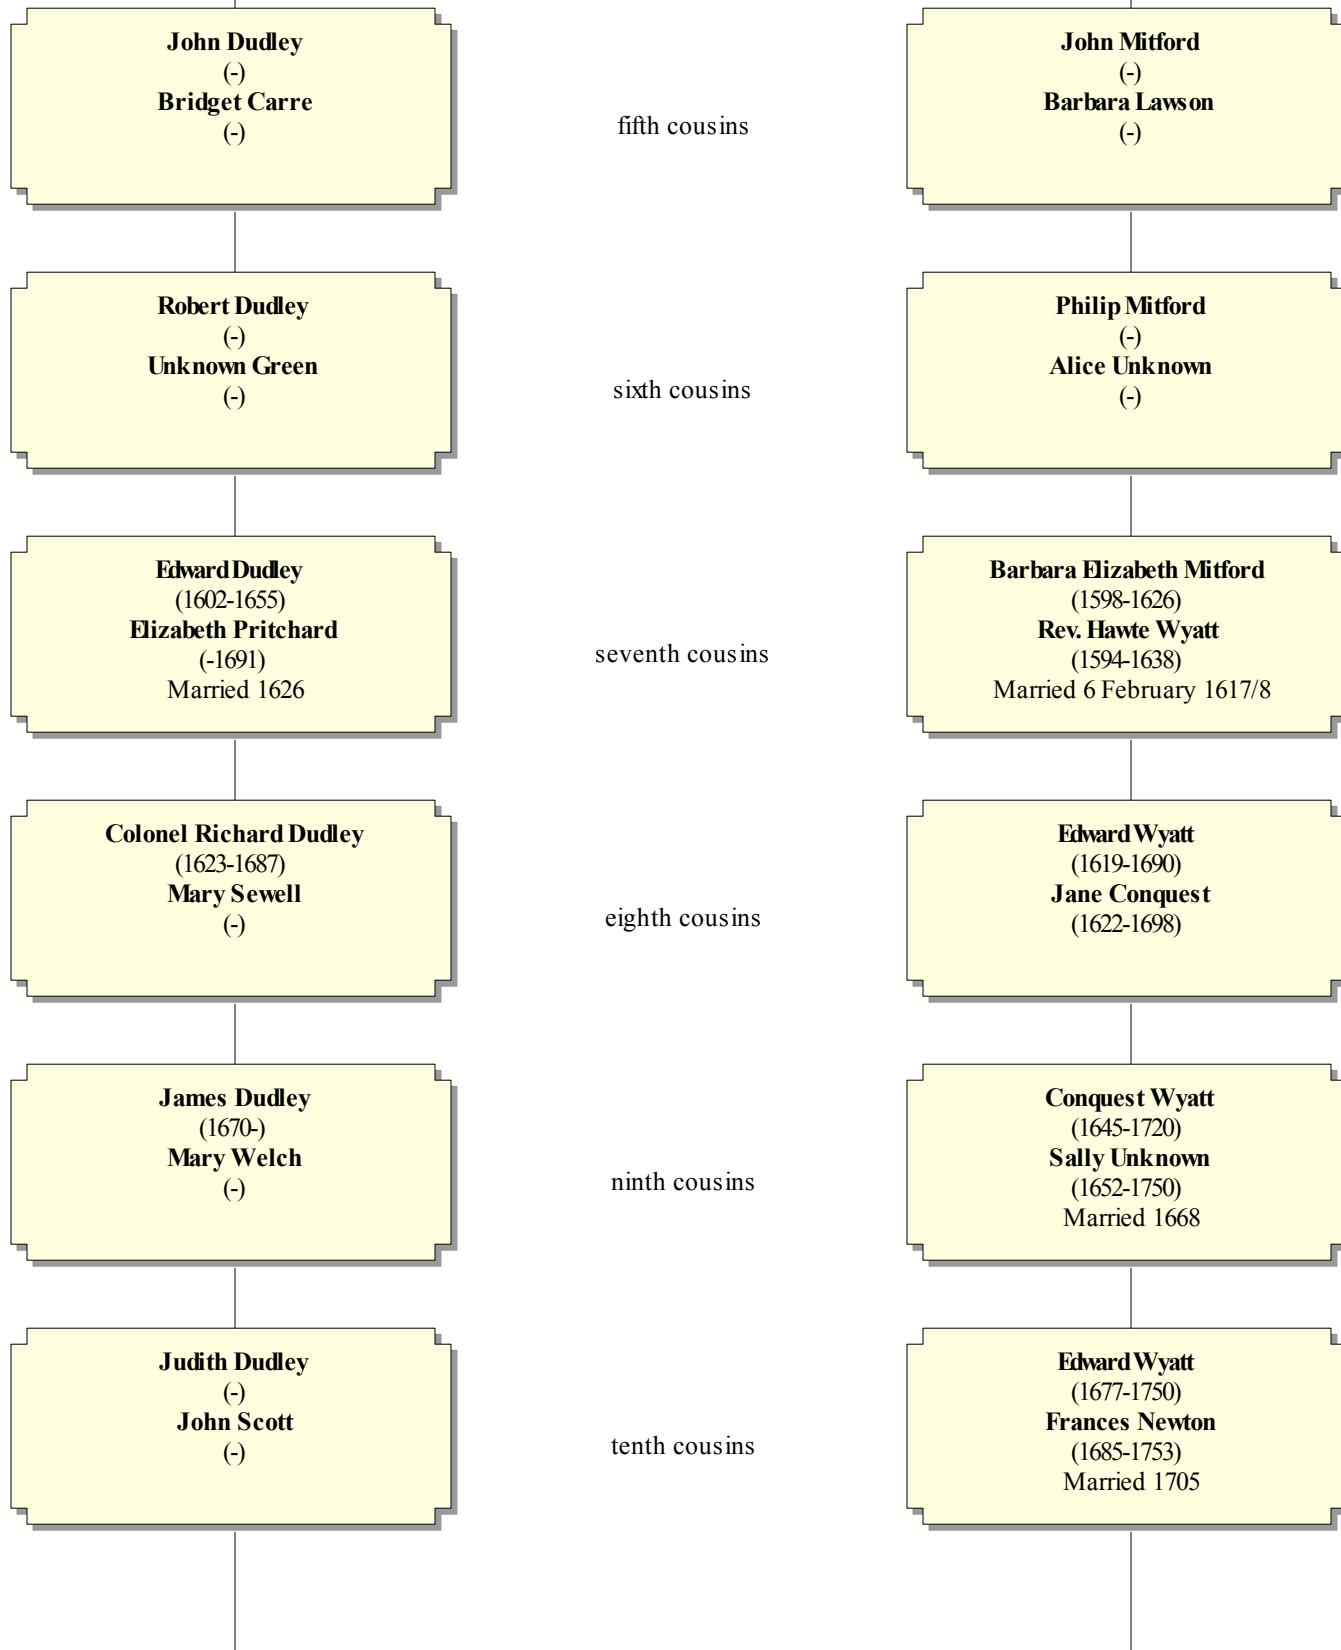 John Dudley
(-)
Bridget Carre
(-)
fifth cousins
John Mitford
(-)
Barbara Lawson
(-)
Robert Dudley
(-)
Unknown Green
(-)
sixth cousins
Philip Mitford
(-)
Alice Unknown
(-)
Edward Dudley
(1602-1655)
Elizabeth Pritchard
(-1691)
Married 1626
seventh cousins
Barbara Elizabeth Mitford
(1598-1626)
Rev. Hawte Wyatt
(1594-1638)
Married 6 February 1617/8
Colonel Richard Dudley
(1623-1687)
Mary Sewell
(-)
eighth cousins
Edward Wyatt
(1619-1690)
Jane Conquest
(1622-1698)
James Dudley
(1670-)
Mary Welch
(-)
ninth cousins
Conquest Wyatt
(1645-1720)
Sally Unknown
(1652-1750)
Married 1668
Judith Dudley
(-)
John Scott
(-)
tenth cousins
Edward Wyatt
(1677-1750)
Frances Newton
(1685-1753)
Married 1705